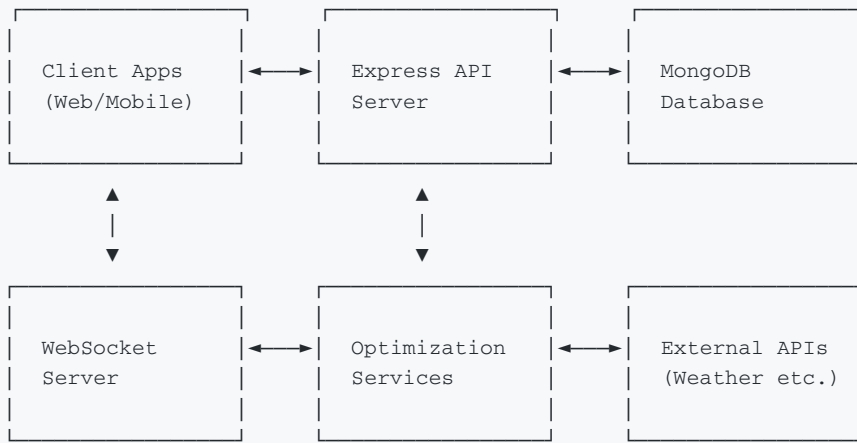 Client Apps
(Web/Mobile)
Express API
Server
MongoDB
Database
WebSocket
Server
Optimization
Services
External APIs
(Weather etc.)